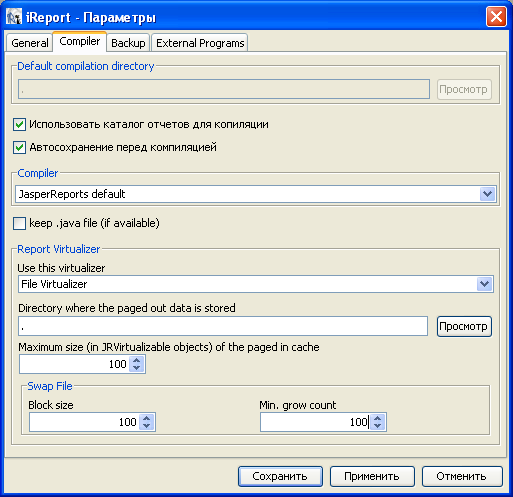 iReport - Параметры
General Compiler Backup External Programs
Default compilation directory
. Просмотр
Использовать каталог отчетов для копиляции
Автосохранение перед компиляцией
Compiler
JasperReports default
keep .java file (if available)
Report Virtualizer
Use this virtualizer
File Virtualizer
Directory where the paged out data is stored
. Просмотр
Maximum size (in JRVirtualizable objects) of the paged in cache
100
Swap File
Block size Min. grow count
100 100
Сохранить Применить Отменить